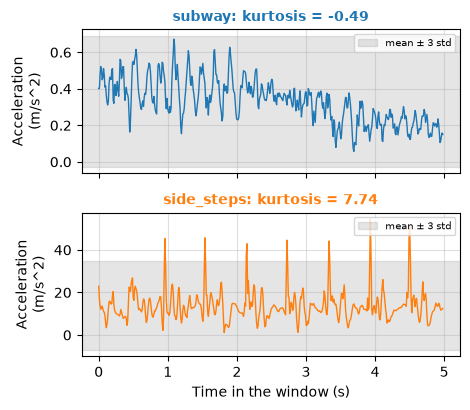 subway: kurtosis = -0.49
mean ± 3 std
Acceleration
(m/s^2)
0.6
0.4
0.2
0.0
side_steps: kurtosis = 7.74
mean ± 3 std
Acceleration
(m/s^2)
40
20
0
0 1 2 3 4 5
Time in the window (s)